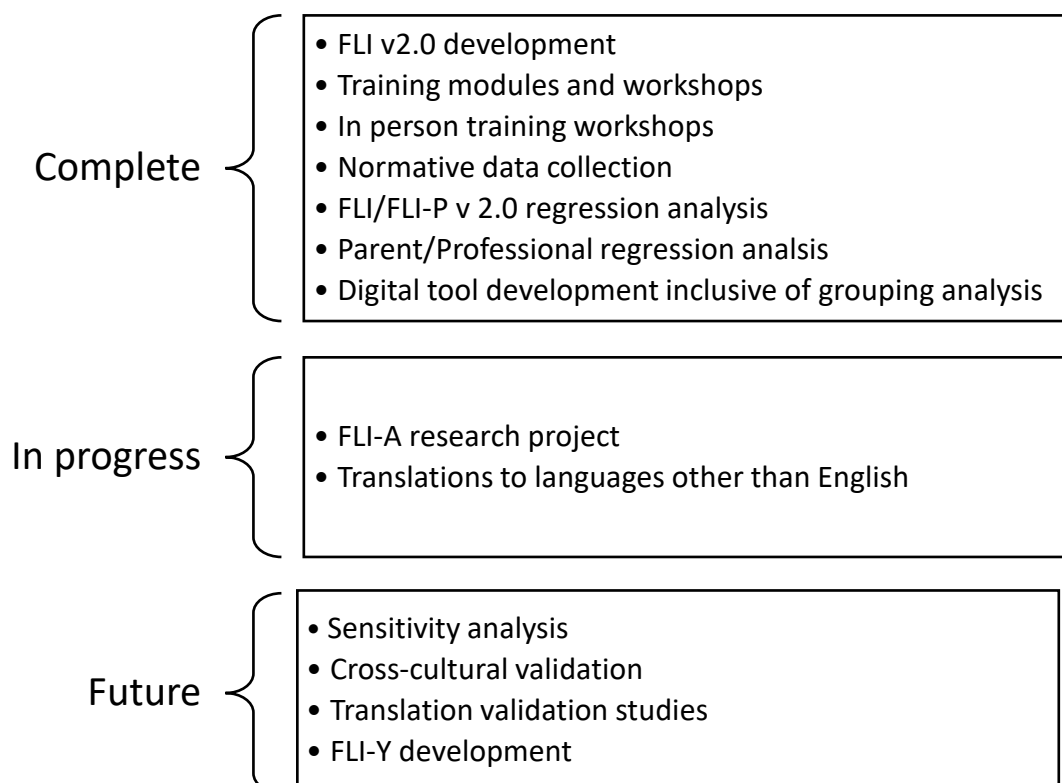 Complete
• FLI v2.0 development
• Training modules and workshops
• In person training workshops
• Normative data collection
• FLI/FLI-P v 2.0 regression analysis
• Parent/Professional regression analsis
• Digital tool development inclusive of grouping analysis
In progress
• FLI-A research project
• Translations to languages other than English
Future
• Sensitivity analysis
• Cross-cultural validation
• Translation validation studies
• FLI-Y development